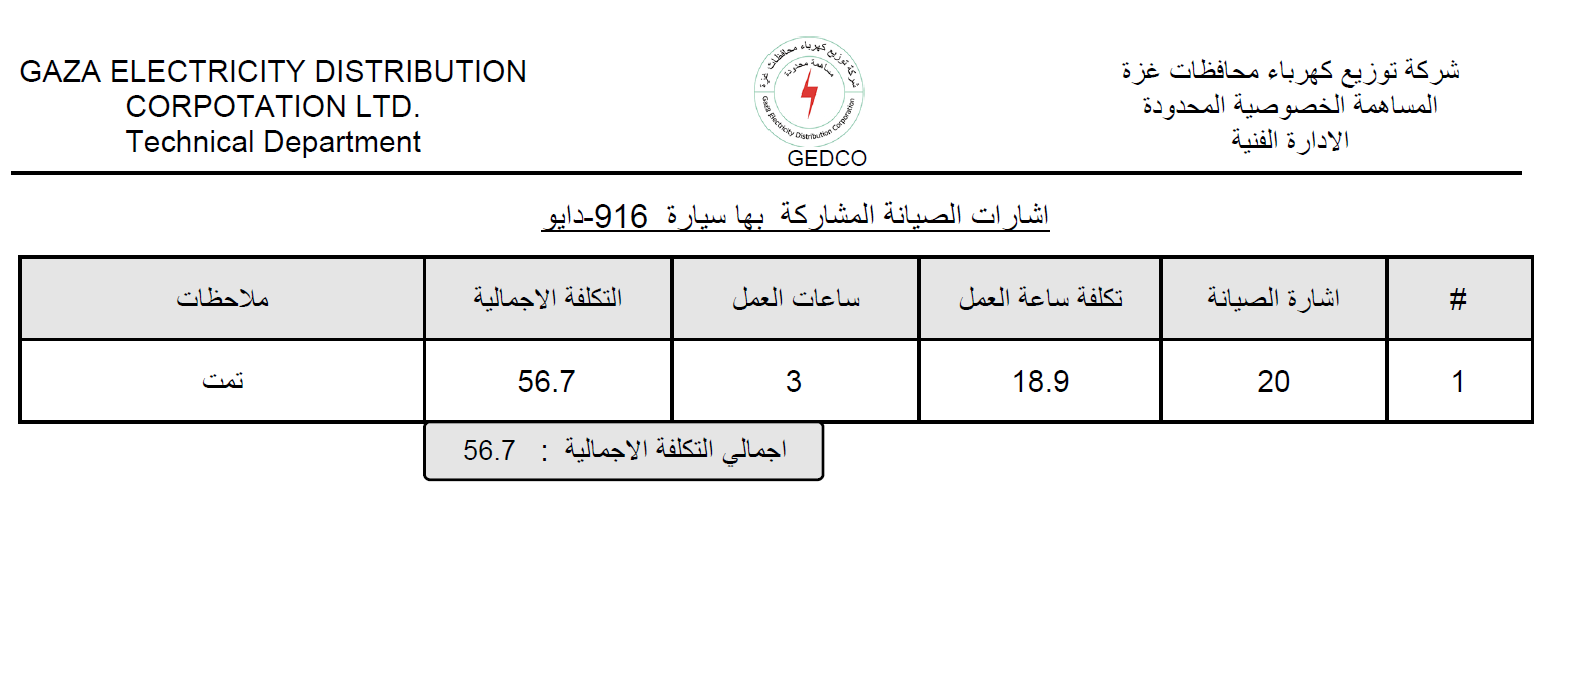 GAZA ELECTRICITY DISTRIBUTION
CORPOTATION LTD.
Technical Department
شركة توزيع كهرباء محافظات غزة
مساهمة محدودة
Gaza Electricity Distribution Corporation
GEDCO
شركة توزيع كهرباء محافظات غزة
المساهمة الخصوصية المحدودة
الادارة الفنية
اشارات الصيانة المشاركة بها سيارة 916-دايو
# اشارة الصيانة تكلفة ساعة العمل ساعات العمل التكلفة الاجمالية ملاحظات
1 20 18.9 3 56.7 تمت
اجمالي التكلفة الاجمالية : 56.7